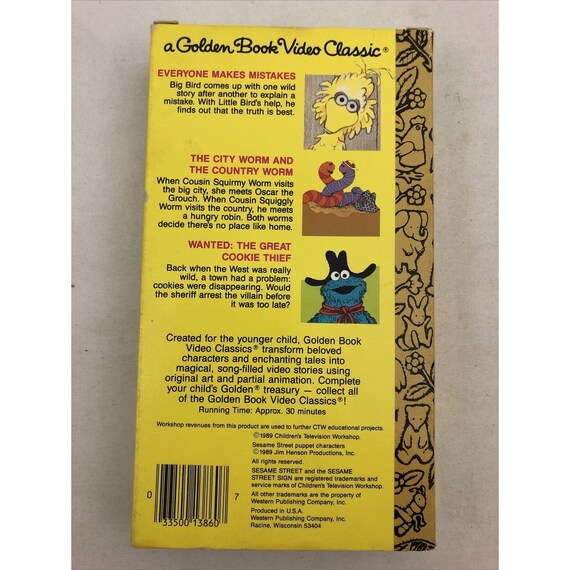 a Golden Book Video Classic®
EVERYONE MAKES MISTAKES
Big Bird comes up with one wild
story after another to explain a
mistake. With Little Bird's help, he
finds out that the truth is best.
THE CITY WORM AND
THE COUNTRY WORM
When Cousin Squirmy Worm visits
the big city, she meets Oscar the
Grouch. When Cousin Squiggly
Worm visits the country, he meets
a hungry robin. Both worms
decide there's no place like home.
WANTED: THE GREAT
COOKIE THIEF
Back when the West was really
wild, a town had a problem:
cookies were disappearing. Would
the sheriff arrest the villain before
it was too late?
Created for the younger child, Golden Book
Video Classics® transform beloved
characters and enchanting tales into
magical, song-filled video stories using
original art and partial animation. Complete
your child's Golden® treasury — collect all
of the Golden Book Video Classics®!
Running Time: Approx. 30 minutes
Workshop revenues from this product are used to further CTW educational projects.
©1989 Children's Television Workshop.
Sesame Street puppet characters
©1989 Jim Henson Productions, Inc.
All rights reserved.
SESAME STREET and the SESAME
STREET SIGN are registered trademarks and
service marks of Children's Television Workshop.
All other trademarks are the property of
Western Publishing Company, Inc.
Produced in U.S.A.
Western Publishing Company, Inc.
Racine, Wisconsin 53404
0 33500 13860 7